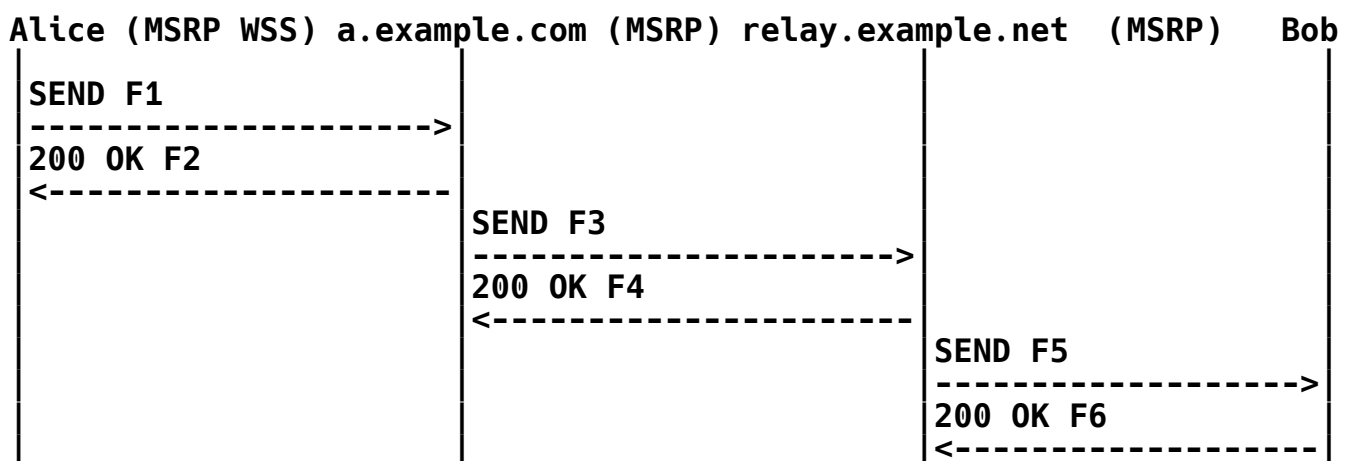 Alice (MSRP WSS) a.example.com (MSRP) relay.example.net (MSRP) Bob
SEND F1
200 OK F2
SEND F3
200 OK F4
SEND F5
200 OK F6